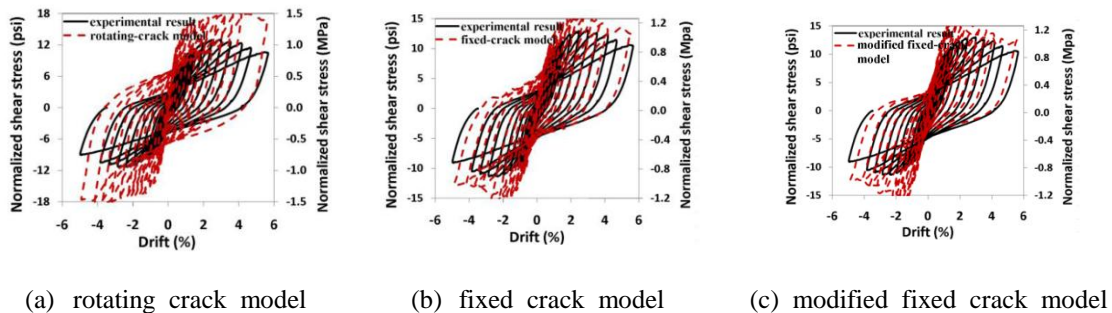 18
12
6
0
-6
-12
-18
Normalized shear stress (psi)
experimental result
rotating-crack model
1.5
1.0
0.5
0.0
-0.5
-1.0
-1.5
Normalized shear stress (MPa)
-6 -4 -2 0 2 4 6
Drift (%)
(a) rotating crack model
15
10
5
0
-5
-10
-15
Normalized shear stress (psi)
experimental result
fixed-crack model
1.2
0.8
0.4
0.0
-0.4
-0.8
-1.2
Normalized shear stress (Mpa)
-6 -4 -2 0 2 4 6
Drift (%)
(b) fixed crack model
15
10
5
0
-5
-10
-15
Normalized shear stress (psi)
experimental result
modified fixed-crack
model
1.2
0.8
0.4
0.0
-0.4
-0.8
-1.2
Normalized shear stress (Mpa)
-6 -4 -2 0 2 4 6
Drift (%)
(c) modified fixed crack model